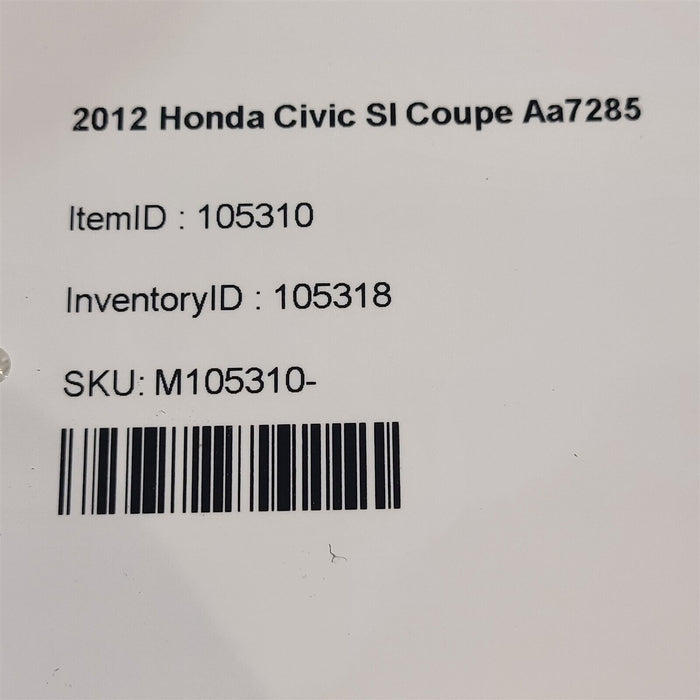 2012 Honda Civic SI Coupe Aa7285
ItemID : 105310
InventoryID : 105318
SKU: M105310-